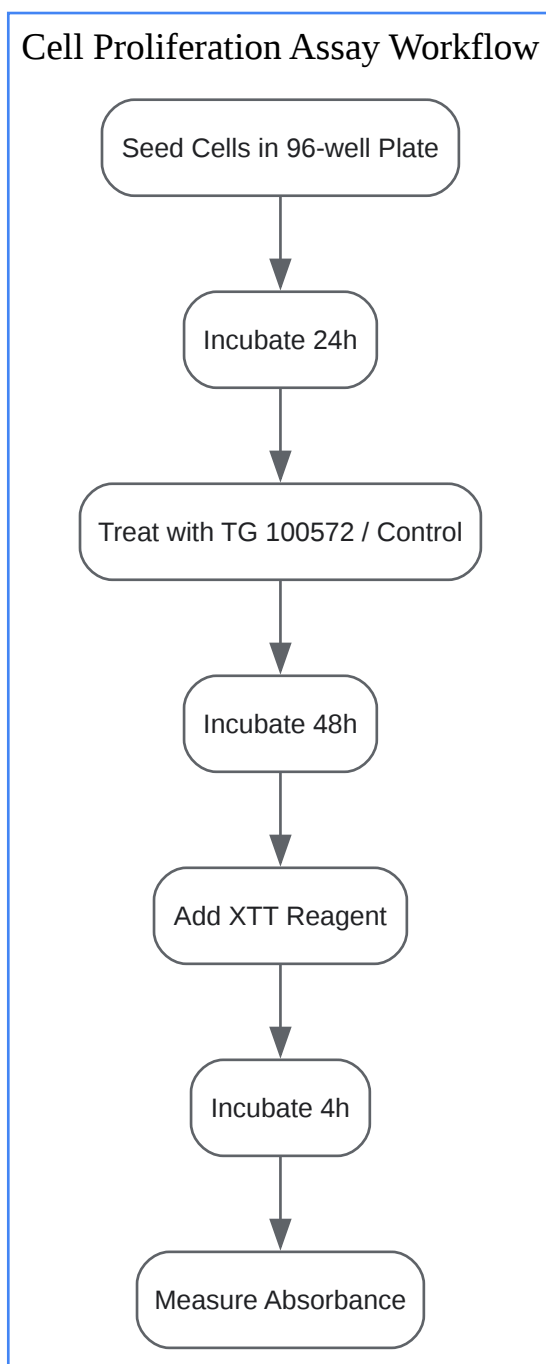 Cell Proliferation Assay Workflow
Seed Cells in 96-well Plate
Incubate 24h
Treat with TG 100572 / Control
Incubate 48h
Add XTT Reagent
Incubate 4h
Measure Absorbance